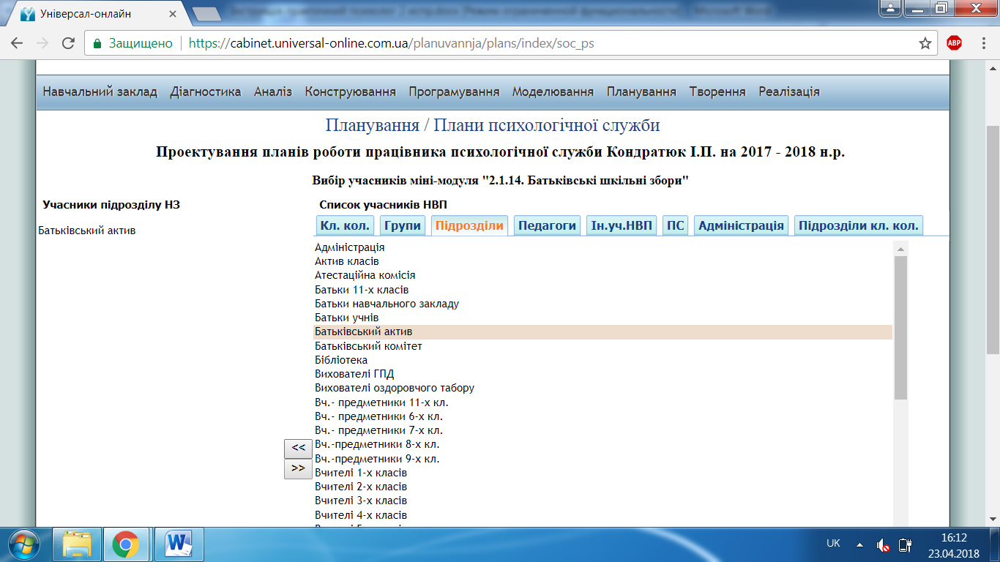 Універсал-онлайн
Защищено
https://cabinet.universal-online.com.ua/planuvannja/plans/index/soc_ps
ABP
Навчальний заклад Діагностика Аналіз Конструювання Програмування Моделювання Планування Творення Реалізація
Планування / Плани психологічної служби
Проектування планів роботи працівника психологічної служби Кондратюк І.П. на 2017 - 2018 н.р.
Вибір учасників міні-модуля "2.1.14. Батьківські шкільні збори"
Учасники підрозділу НЗ
Батьківський актив
Список учасників НВП
Кл. кол. Групи Підрозділи Педагоги Ін.уч.НВП ПС Адміністрація Підрозділи кл. кол.
Адміністрація
Актив класів
Атестаційна комісія
Батьки 11-х класів
Батьки навчального закладу
Батьки учнів
Батьківський актив
Батьківський комітет
Бібліотека
Вихователі ГПД
Вихователі оздоровчого табору
Вч.- предметники 11-х кл.
Вч.- предметники 6-х кл.
Вч.- предметники 7-х кл.
Вч.-предметники 8-х кл.
Вч.-предметники 9-х кл.
Вчителі 1-х класів
Вчителі 2-х класів
Вчителі 3-х класів
Вчителі 4-х класів
<<
>>
UK
16:12
23.04.2018